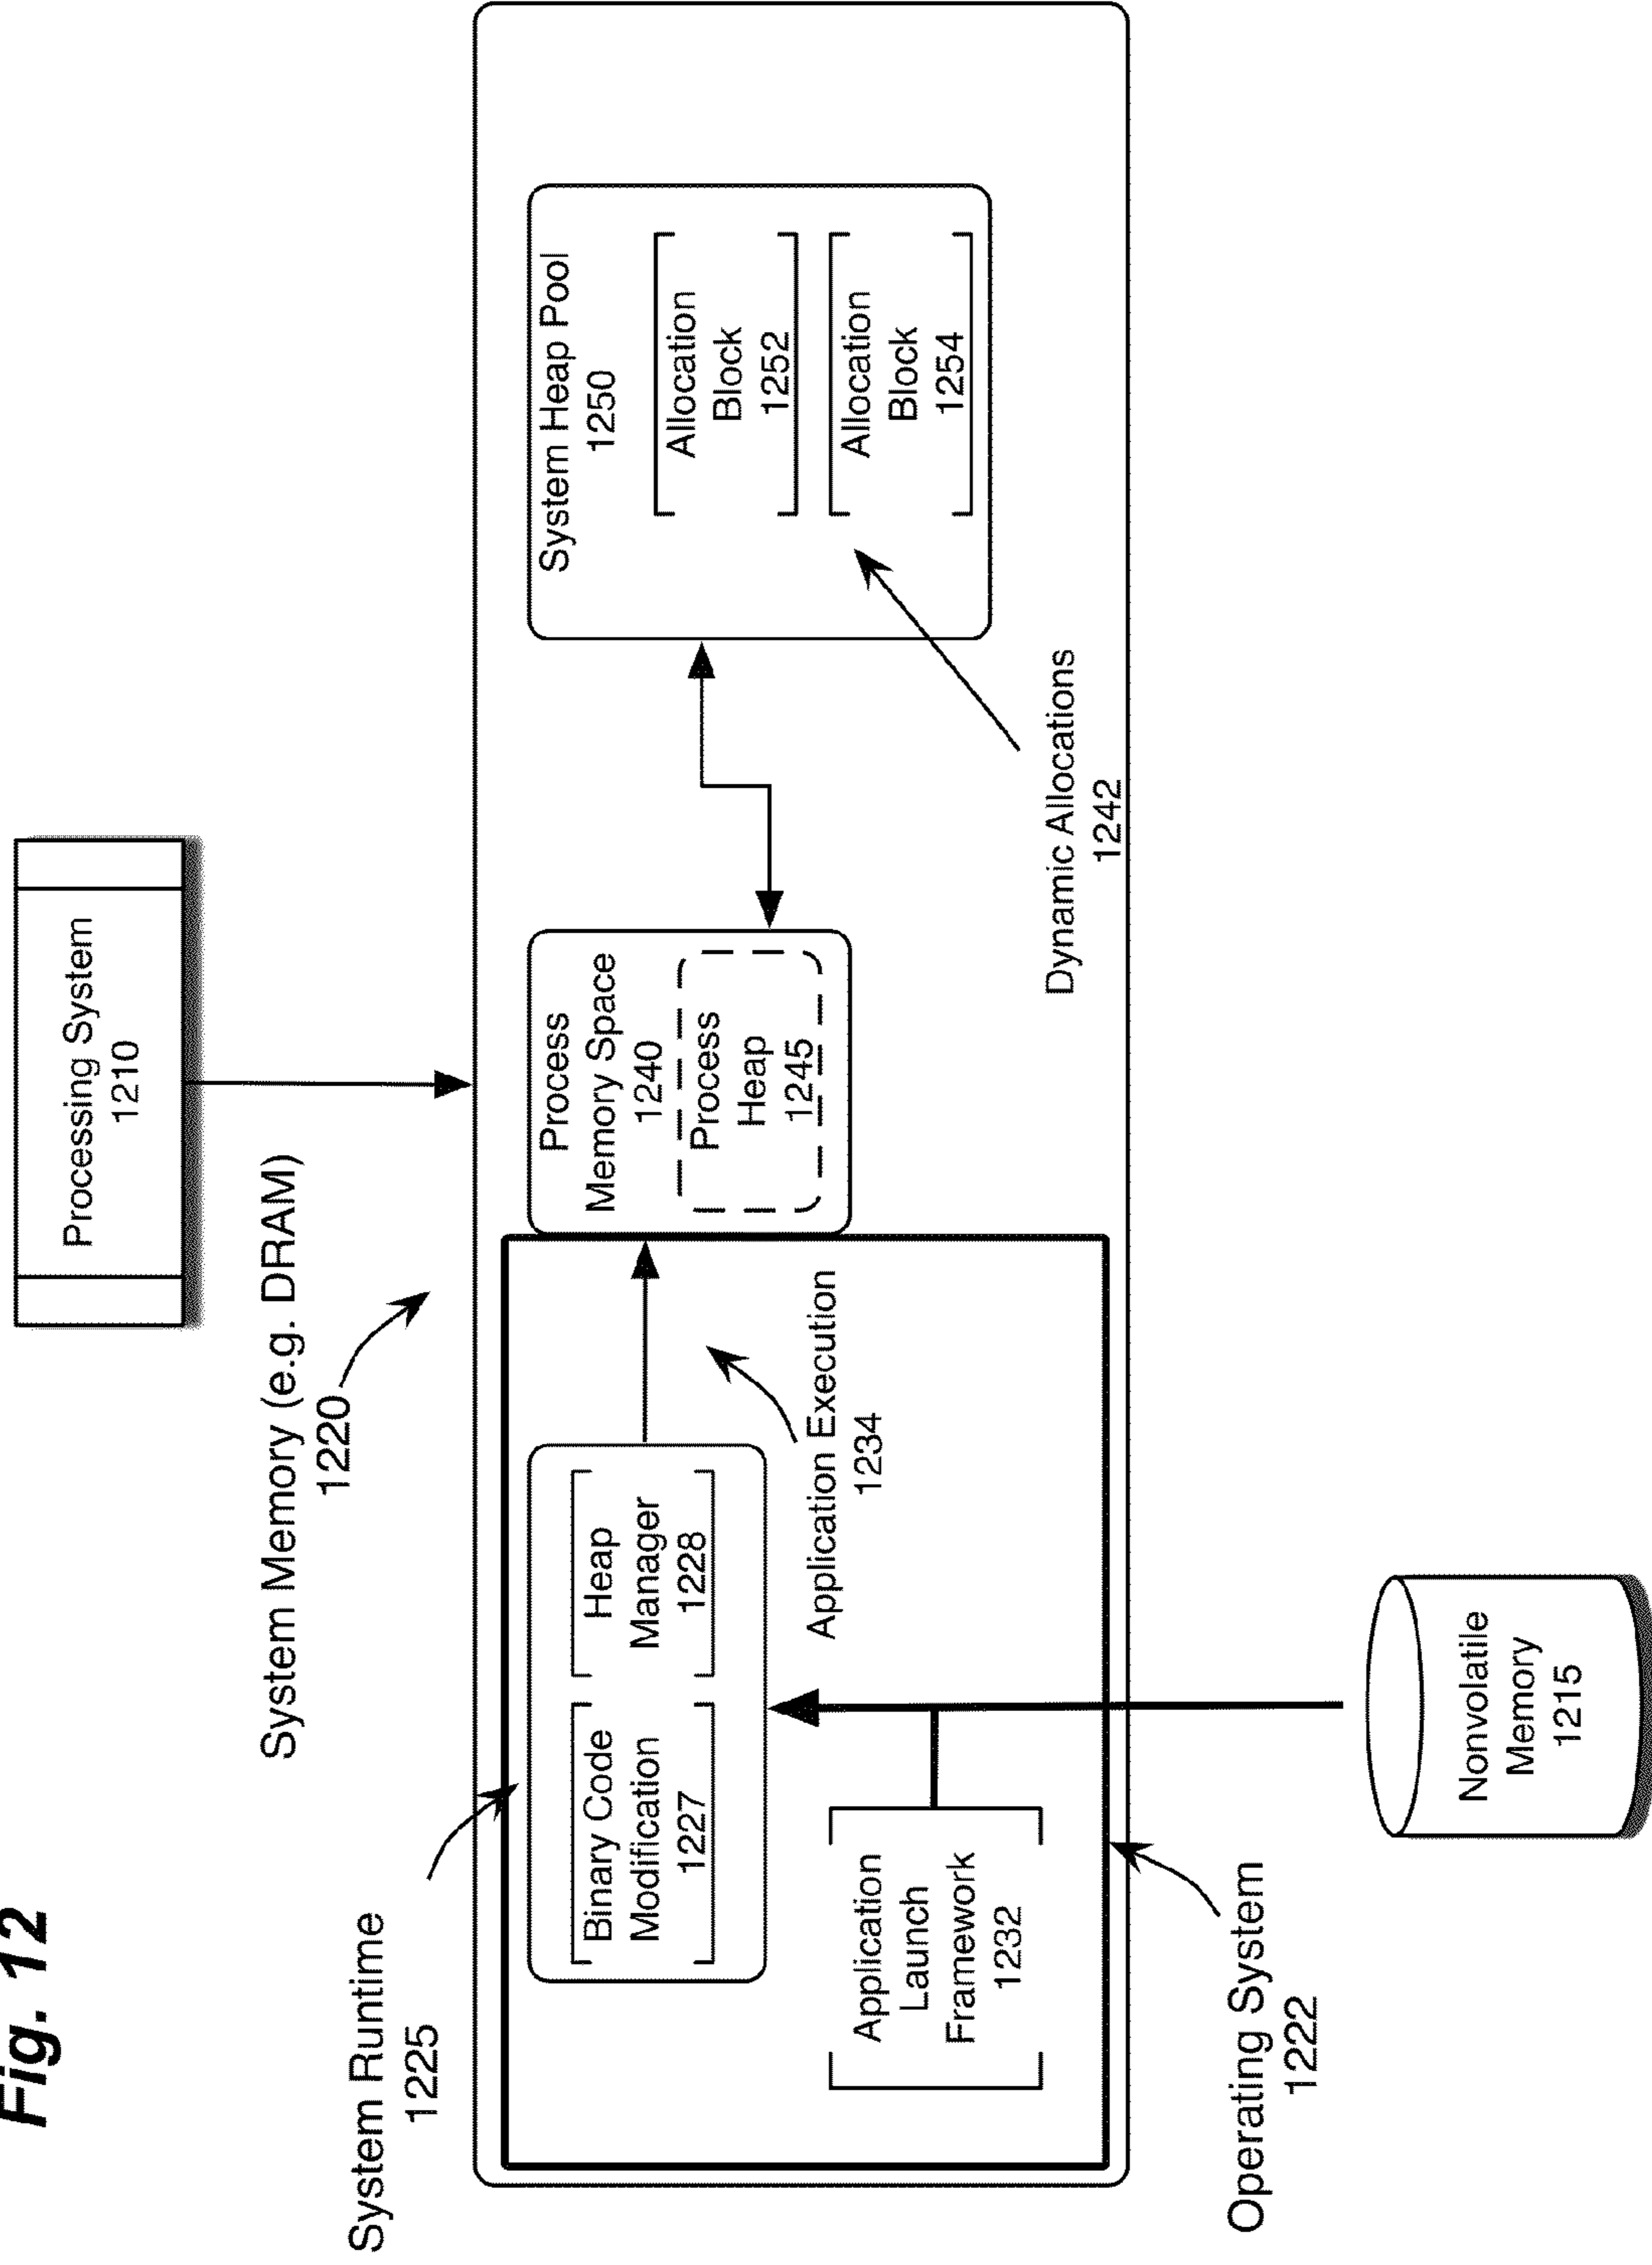 Fig. 12
Processing System
1210
System Memory (e.g. DRAM)
1220
System Runtime
1225
Binary Code
Modification
1227
Heap
Manager
1228
Process
Memory Space
1240
Process
Heap
1245
System Heap Pool
1250
Allocation
Block
1252
Allocation
Block
1254
Application
Launch
Framework
1232
Application Execution
1234
Dynamic Allocations
1242
Operating System
1222
Nonvolatile
Memory
1215